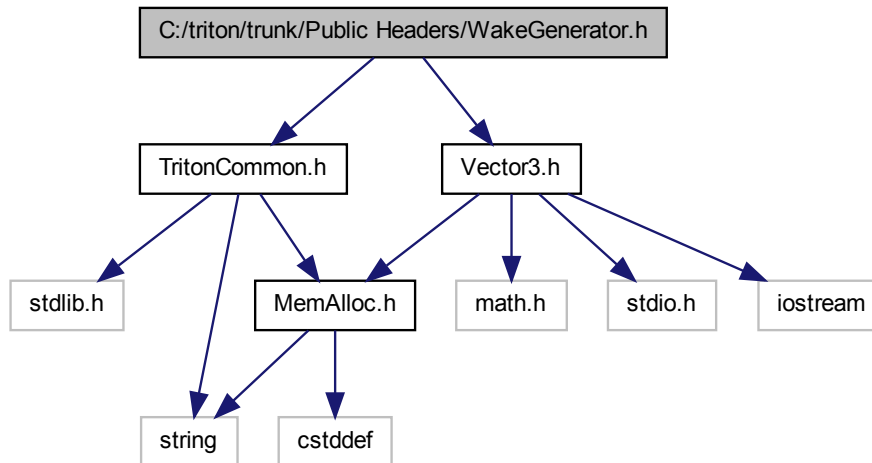 C:/triton/trunk/Public Headers/WakeGenerator.h
TritonCommon.h
Vector3.h
stdlib.h
MemAlloc.h
math.h
stdio.h
iostream
string
cstddef